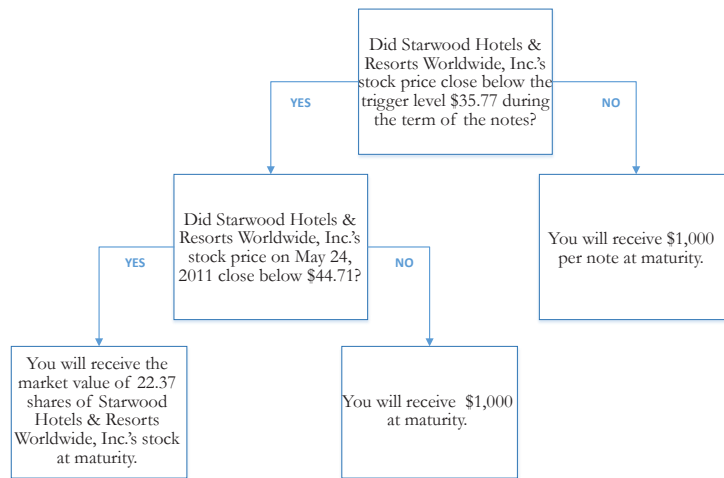 Did Starwood Hotels &
Resorts Worldwide, Inc.'s
stock price close below the
trigger level $35.77 during
the term of the notes?
YES
NO
Did Starwood Hotels &
Resorts Worldwide, Inc.'s
stock price on May 24,
2011 close below $44.71?
You will receive $1,000
per note at maturity.
YES
NO
You will receive the
market value of 22.37
shares of Starwood
Hotels & Resorts
Worldwide, Inc.'s stock
at maturity.
You will receive $1,000
at maturity.